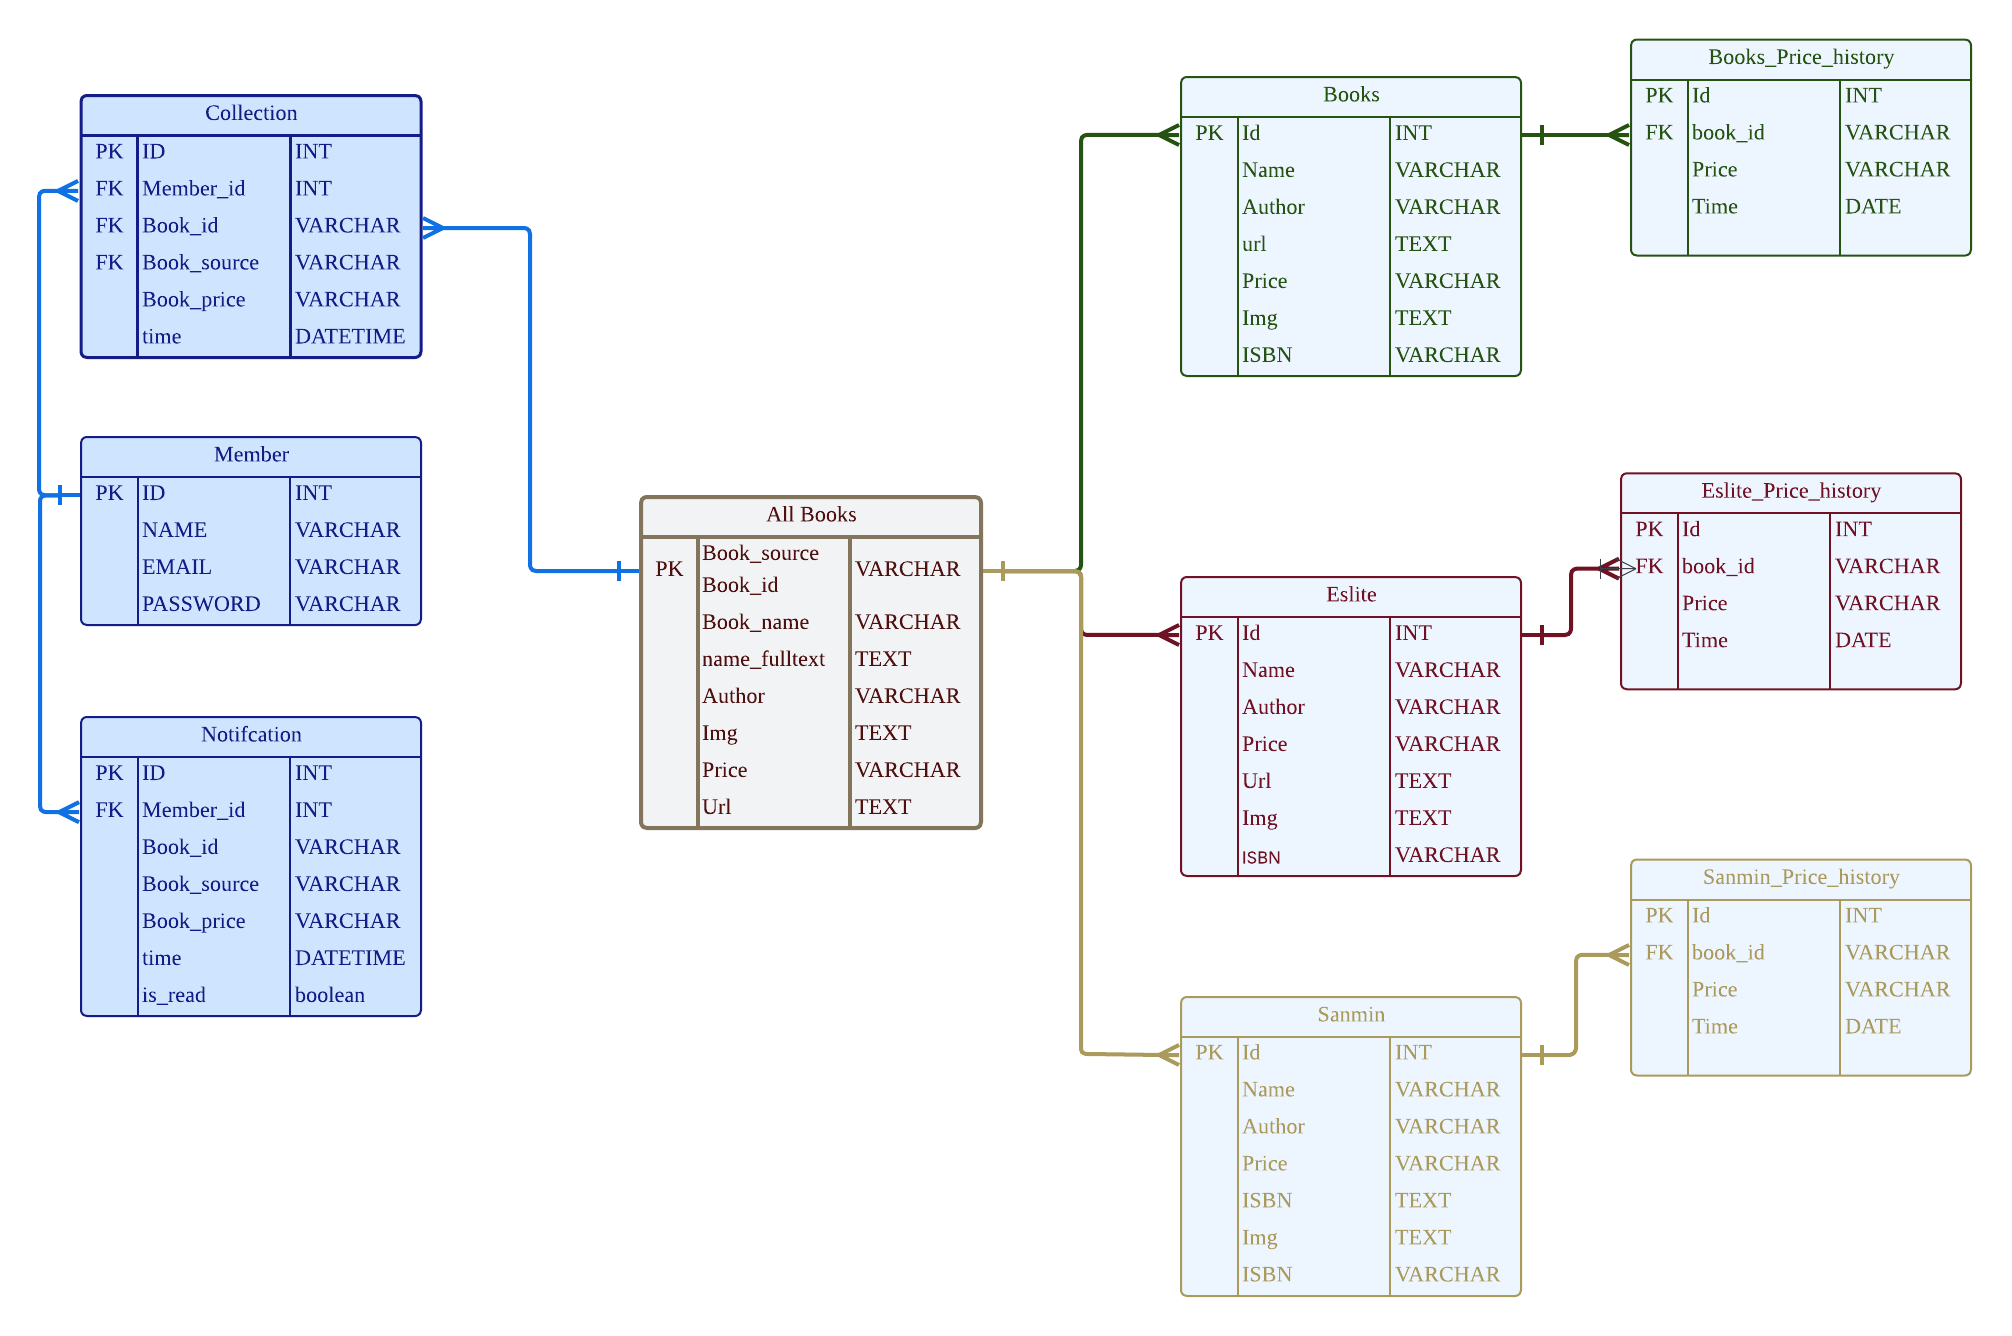 Collection
PK ID INT
FK Member_id INT
FK Book_id VARCHAR
FK Book_source VARCHAR
Book_price VARCHAR
time DATETIME
Member
PK ID INT
NAME VARCHAR
EMAIL VARCHAR
PASSWORD VARCHAR
Notifcation
PK ID INT
FK Member_id INT
Book_id VARCHAR
Book_source VARCHAR
Book_price VARCHAR
time DATETIME
is_read boolean
All Books
Book_source
PK VARCHAR
Book_id
Book_name VARCHAR
name_fulltext TEXT
Author VARCHAR
Img TEXT
Price VARCHAR
Url TEXT
Books
PK Id INT
Name VARCHAR
Author VARCHAR
url TEXT
Price VARCHAR
Img TEXT
ISBN VARCHAR
Books_Price_history
PK Id INT
FK book_id VARCHAR
Price VARCHAR
Time DATE
Eslite
PK Id INT
Name VARCHAR
Author VARCHAR
Price VARCHAR
Url TEXT
Img TEXT
ISBN VARCHAR
Eslite_Price_history
PK Id INT
FK book_id VARCHAR
Price VARCHAR
Time DATE
Sanmin
PK Id INT
Name VARCHAR
Author VARCHAR
Price VARCHAR
ISBN TEXT
Img TEXT
ISBN VARCHAR
Sanmin_Price_history
PK Id INT
FK book_id VARCHAR
Price VARCHAR
Time DATE